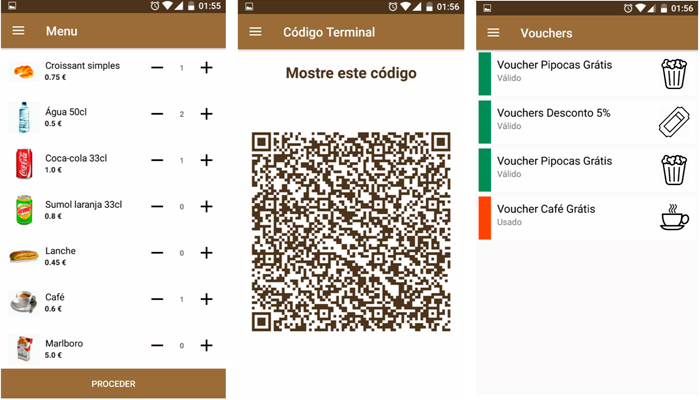 01:55
Menu
Croissant simples
0.75 €
1
Água 50cl
0.5 €
2
Coca-cola 33cl
1.0 €
1
Sumol laranja 33cl
0.8 €
0
Lanche
0.45 €
0
Café
0.6 €
1
Marlboro
5.0 €
0
PROCEDER
01:56
Código Terminal
Mostre este código
01:56
Vouchers
Voucher Pipocas Grátis
Válido
Vouchers Desconto 5%
Válido
Voucher Pipocas Grátis
Válido
Voucher Café Grátis
Usado